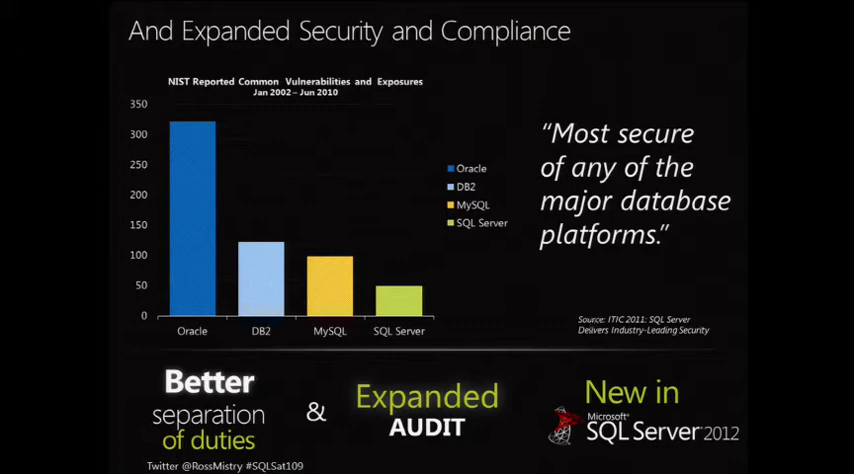 And Expanded Security and Compliance
NIST Reported Common Vulnerabilities and Exposures
Jan 2002 – Jun 2010
350
300
250
200
150
100
50
0
Oracle
DB2
MySQL
SQL Server
Oracle
DB2
MySQL
SQL Server
“Most secure
of any of the
major database
platforms.”
Source: ITIC 2011: SQL Server
Delivers Industry-Leading Security
Better
separation
of duties
&
Expanded
AUDIT
New in
Microsoft®
SQL Server® 2012
Twitter @RossMistry #SQLSat109